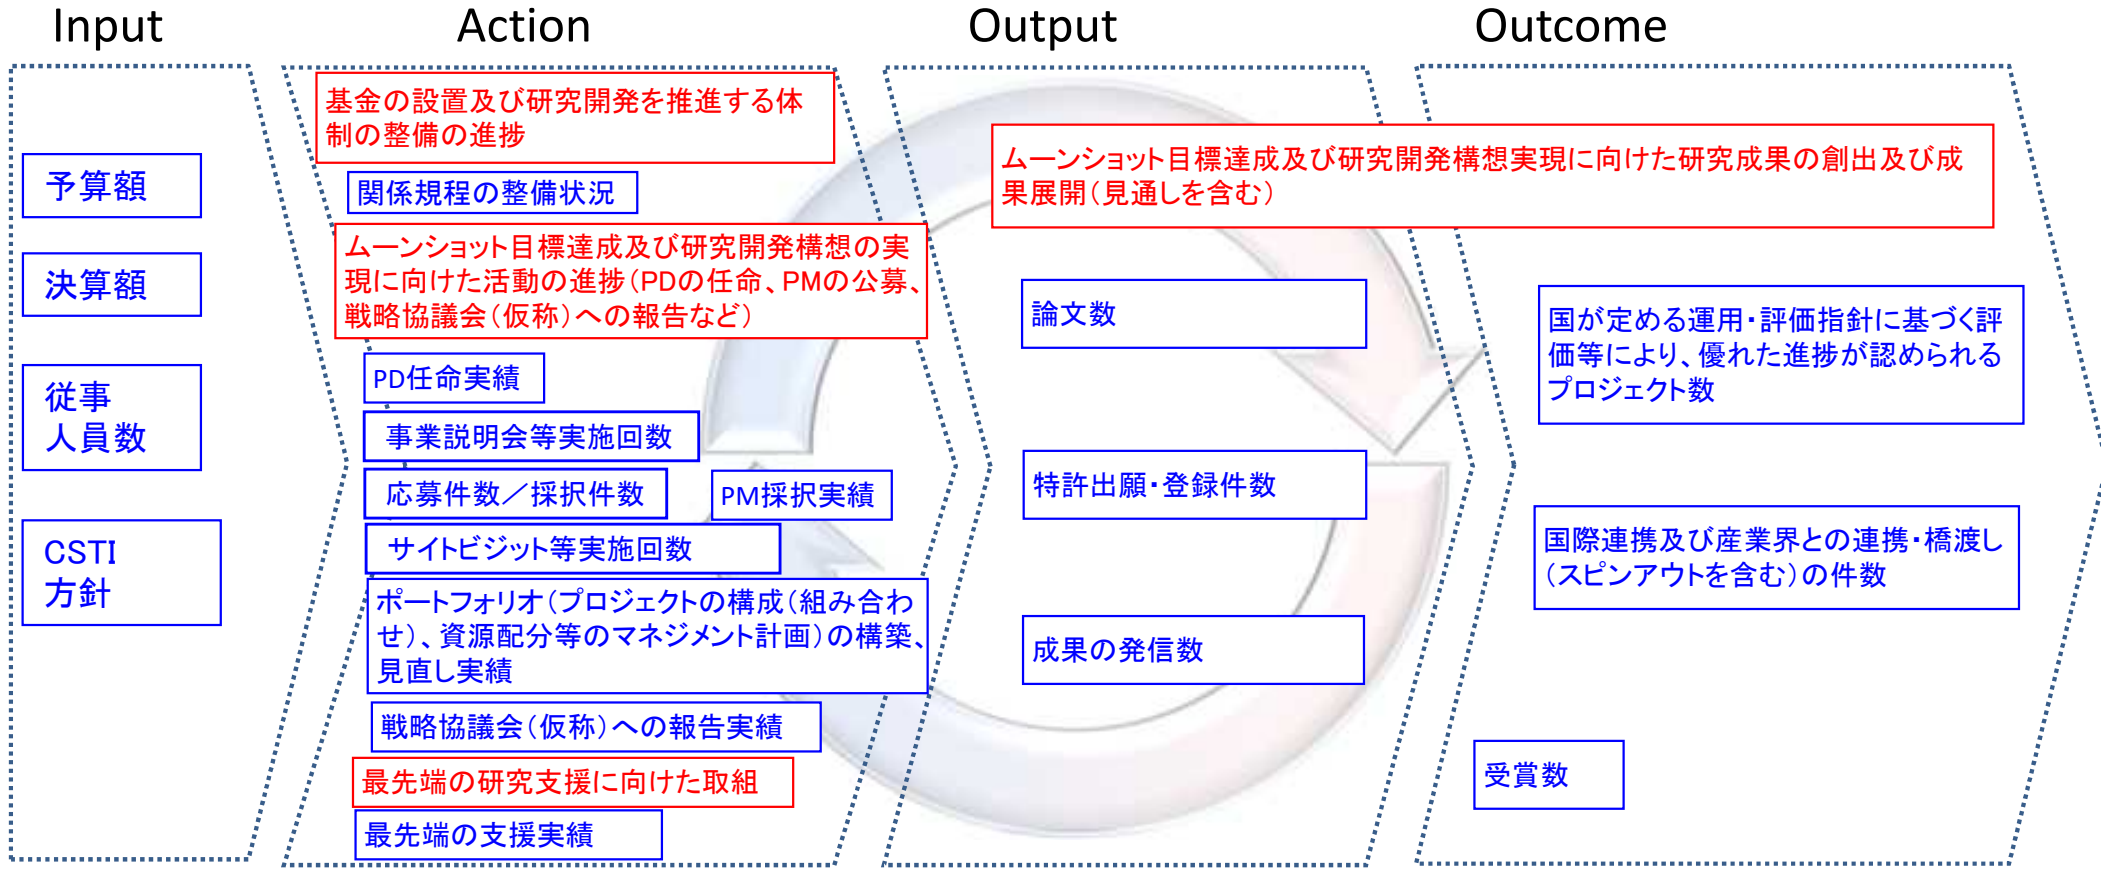 Input
Action
Output
Outcome
予算額
決算額
従事
人員数
CSTI
方針
基金の設置及び研究開発を推進する体
制の整備の進捗
関係規程の整備状況
ムーンショット目標達成及び研究開発構想の実
現に向けた活動の進捗（PDの任命、PMの公募、
戦略協議会（仮称）への報告など）
PD任命実績
事業説明会等実施回数
応募件数／採択件数
PM採択実績
サイトビジット等実施回数
ポートフォリオ（プロジェクトの構成（組み合わ
せ）、資源配分等のマネジメント計画）の構築、
見直し実績
戦略協議会（仮称）への報告実績
最先端の研究支援に向けた取組
最先端の支援実績
ムーンショット目標達成及び研究開発構想実現に向けた研究成果の創出及び成
果展開（見通しを含む）
論文数
特許出願・登録件数
成果の発信数
国が定める運用・評価指針に基づく評
価等により、優れた進捗が認められる
プロジェクト数
国際連携及び産業界との連携・橋渡し
（スピンアウトを含む）の件数
受賞数